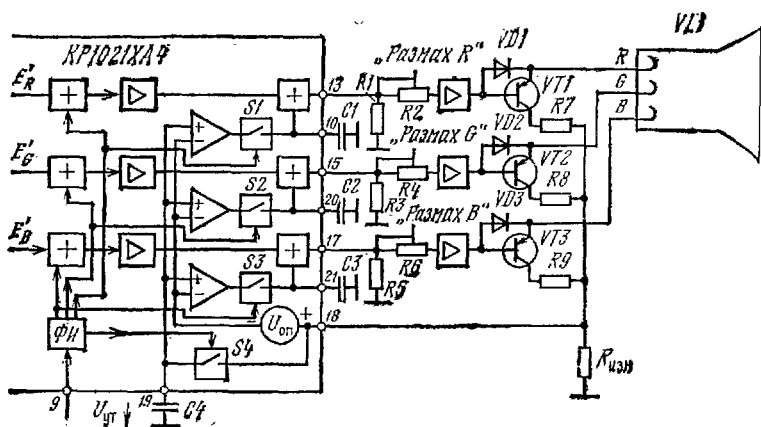 КР1021ХА4
„Размах R“
VD1
VL1
E'R
13
R1
R2
VT1
R
G
B
S1
10
C1
R7
„Размах G“
VD2
E'G
15
R4
VT2
S2
R3
R8
20
C2
„Размах B“
VD3
E'B
17
R6
VT3
S3
R5
R9
21
C3
Uоп
18
ФИ
S4
Rизм
9
Uут
19
C4